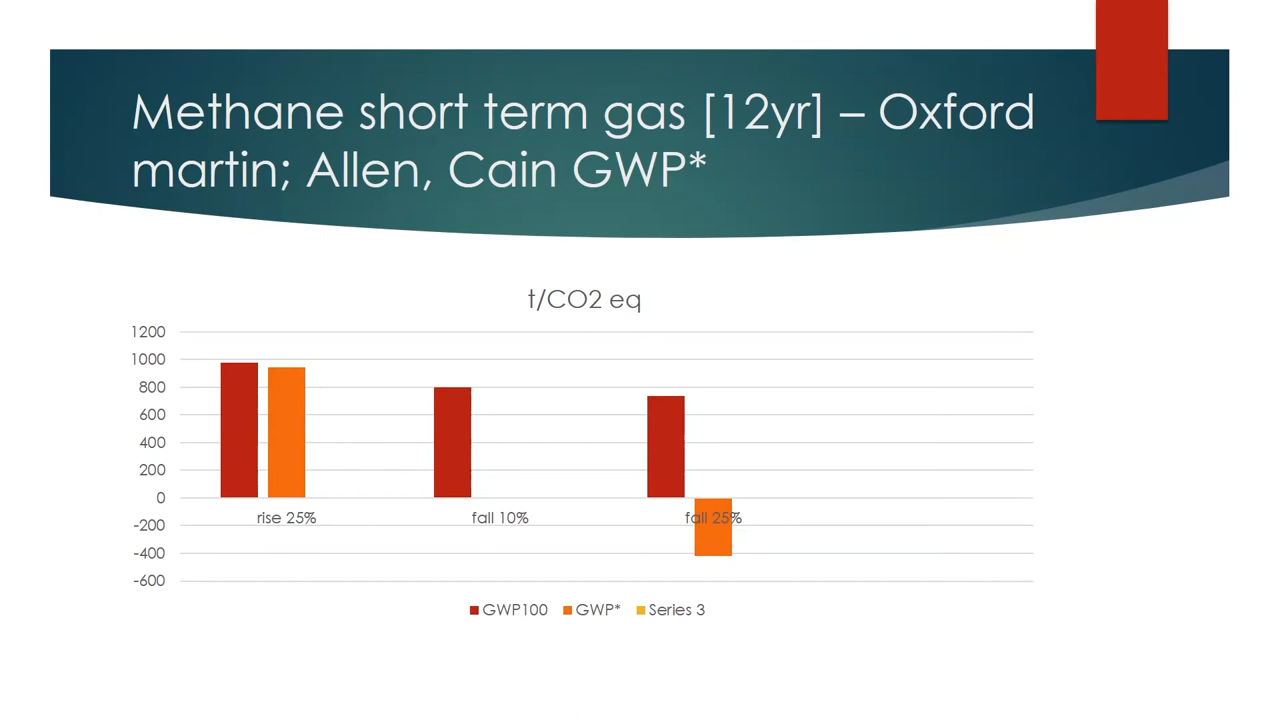 Methane short term gas [12yr] – Oxford
martin; Allen, Cain GWP*
t/CO2 eq
1200
1000
800
600
400
200
0
-200
-400
-600
rise 25%
fall 10%
fall 25%
GWP100
GWP*
Series 3